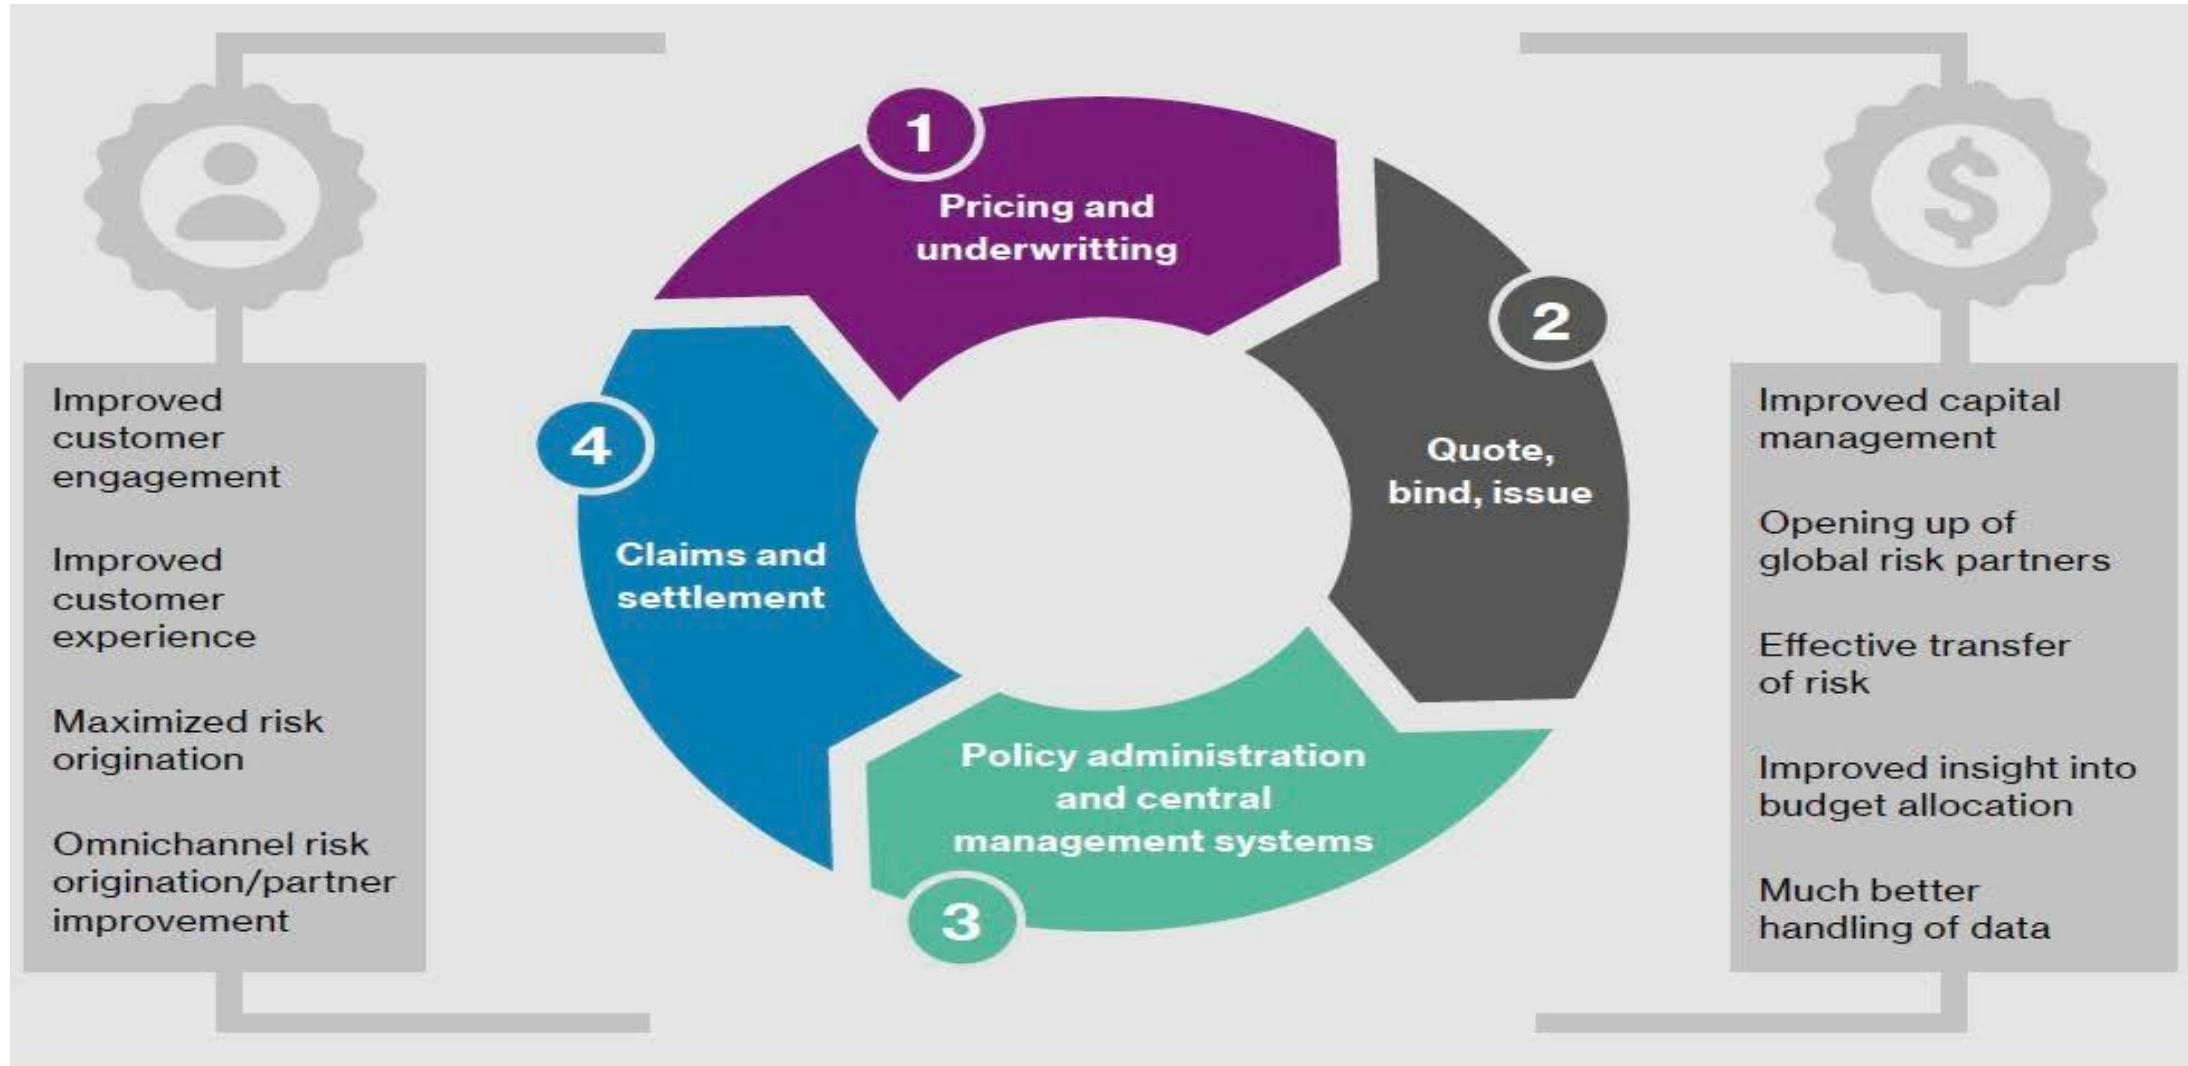 Improved
customer
engagement
Improved
customer
experience
Maximized risk
origination
Omnichannel risk
origination/partner
improvement
1
Pricing and
underwritting
2
Quote,
bind, issue
3
Policy administration
and central
management systems
4
Claims and
settlement
$
Improved capital
management
Opening up of
global risk partners
Effective transfer
of risk
Improved insight into
budget allocation
Much better
handling of data